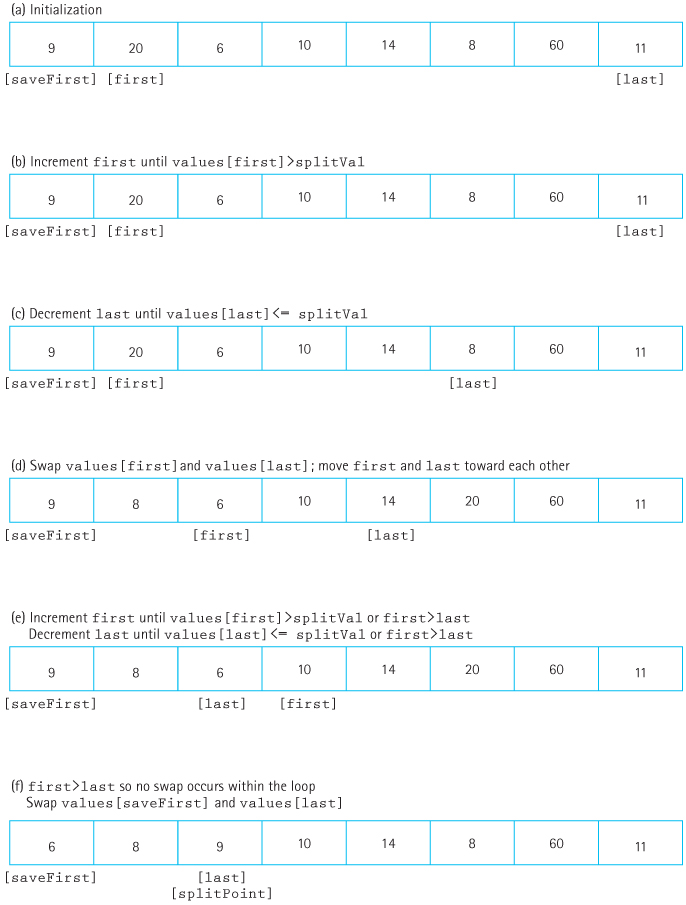 (a) Initialization
9 20 6 10 14 8 60 11
[saveFirst] [first] [last]
(b) Increment first until values[first]>splitVal
9 20 6 10 14 8 60 11
[saveFirst] [first] [last]
(c) Decrement last until values[last]<= splitVal
9 20 6 10 14 8 60 11
[saveFirst] [first] [last]
(d) Swap values[first] and values[last]; move first and last toward each other
9 8 6 10 14 20 60 11
[saveFirst] [first] [last]
(e) Increment first until values[first]>splitVal or first>last
Decrement last until values[last]<= splitVal or first>last
9 8 6 10 14 20 60 11
[saveFirst] [last] [first]
(f) first>last so no swap occurs within the loop
Swap values[saveFirst] and values[last]
6 8 9 10 14 8 60 11
[saveFirst] [last]
[splitPoint]